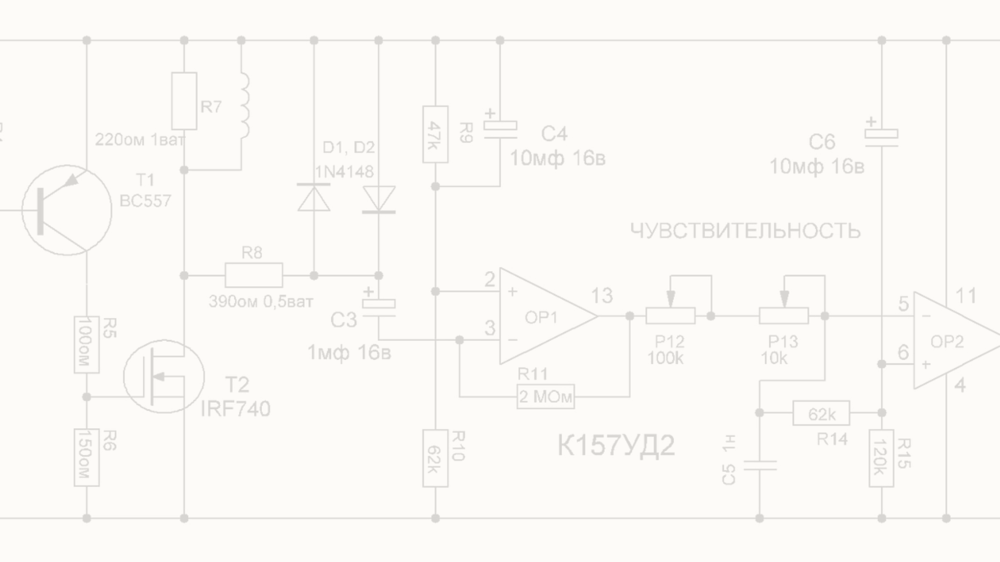 R7
220ом 1ват
T1
BC557
D1, D2
1N4148
47k
R9
+
C4
10мф 16в
+
C6
10мф 16в
ЧУВСТВИТЕЛЬНОСТЬ
R8
390ом 0,5ват
+
C3
1мф 16в
2
+
3
−
OP1
13
P12
100k
P13
10k
5
−
6
+
OP2
11
4
R5
100ом
T2
IRF740
R6
150ом
R11
2 МОм
62k
R10
К157УД2
62k
R14
C5 1н
120k
R15